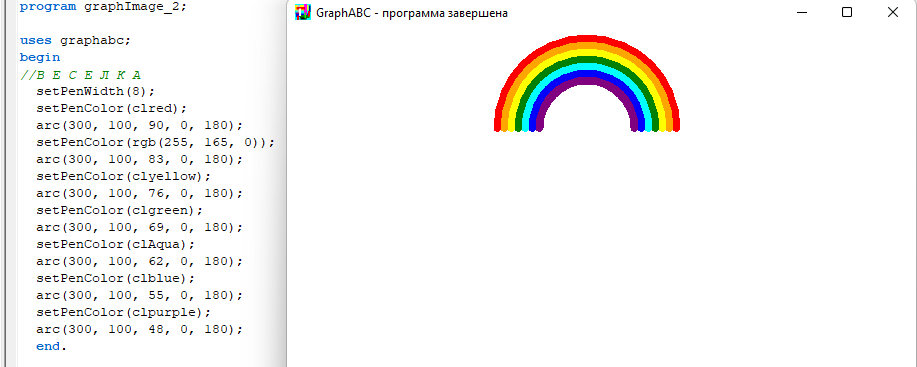 program graphImage_2;
GraphABC - программа завершена
uses graphabc;
begin
//В Е С Е Л К А
setPenWidth(8);
setPenColor(clred);
arc(300, 100, 90, 0, 180);
setPenColor(rgb(255, 165, 0));
arc(300, 100, 83, 0, 180);
setPenColor(clyellow);
arc(300, 100, 76, 0, 180);
setPenColor(clgreen);
arc(300, 100, 69, 0, 180);
setPenColor(clAqua);
arc(300, 100, 62, 0, 180);
setPenColor(clblue);
arc(300, 100, 55, 0, 180);
setPenColor(clpurple);
arc(300, 100, 48, 0, 180);
end.